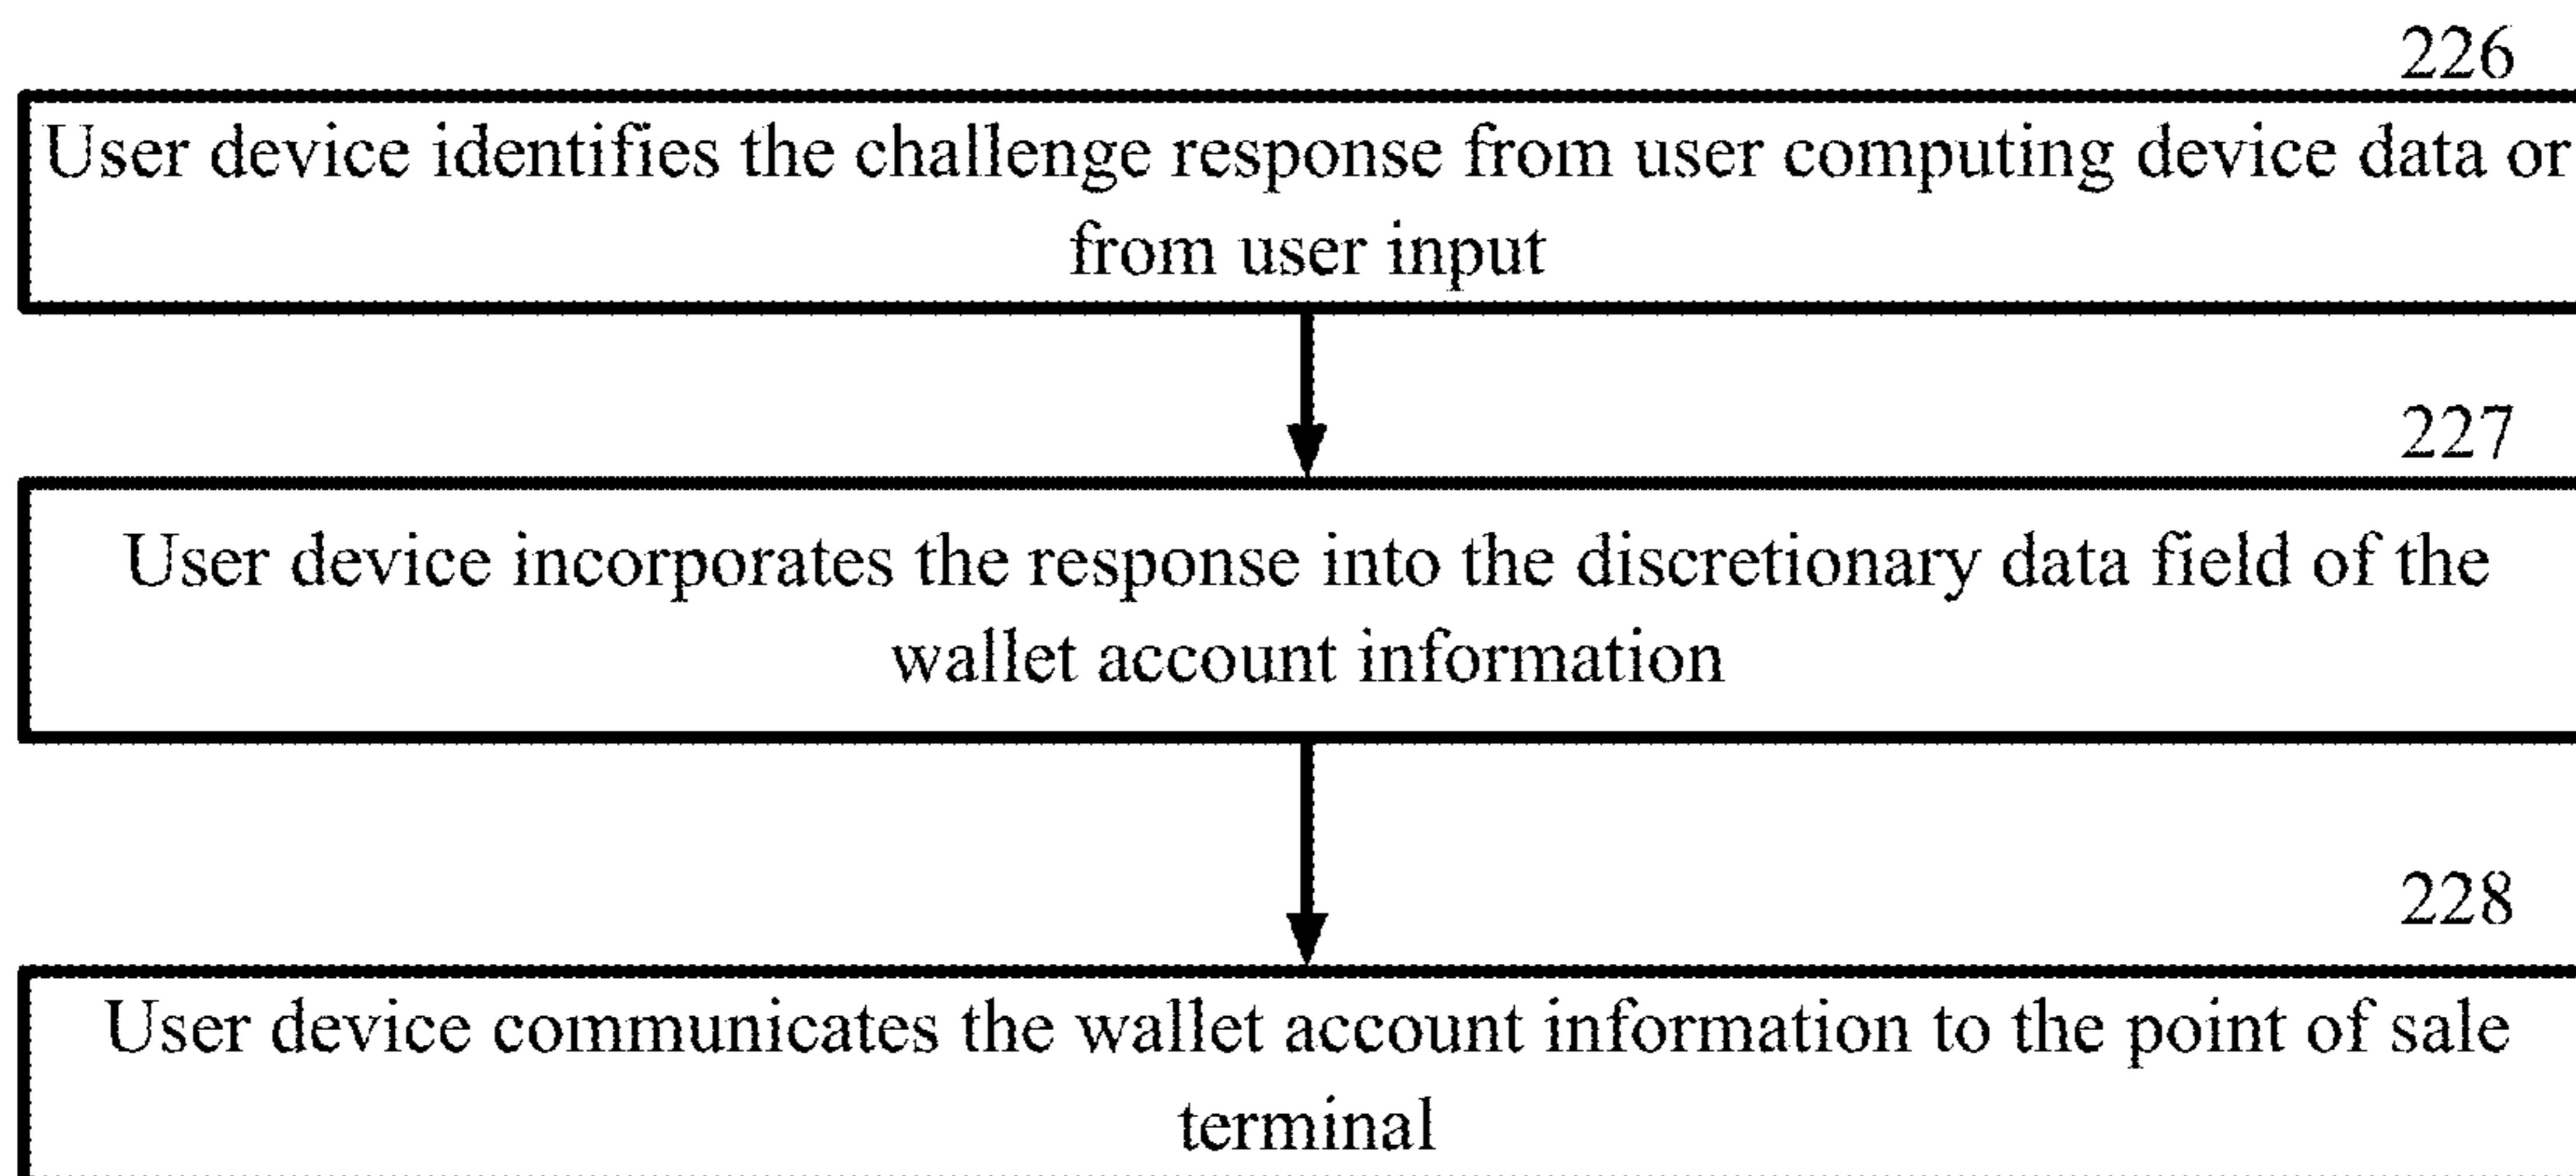 226
User device identifies the challenge response from user computing device data or
from user input
227
User device incorporates the response into the discretionary data field of the
wallet account information
228
User device communicates the wallet account information to the point of sale
terminal